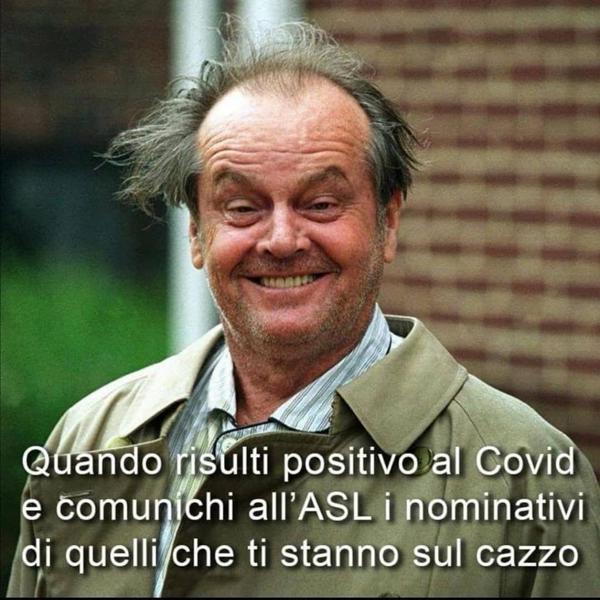 Quando risulti positivo al Covid
e comunichi all'ASL i nominativi
di quelli che ti stanno sul cazzo